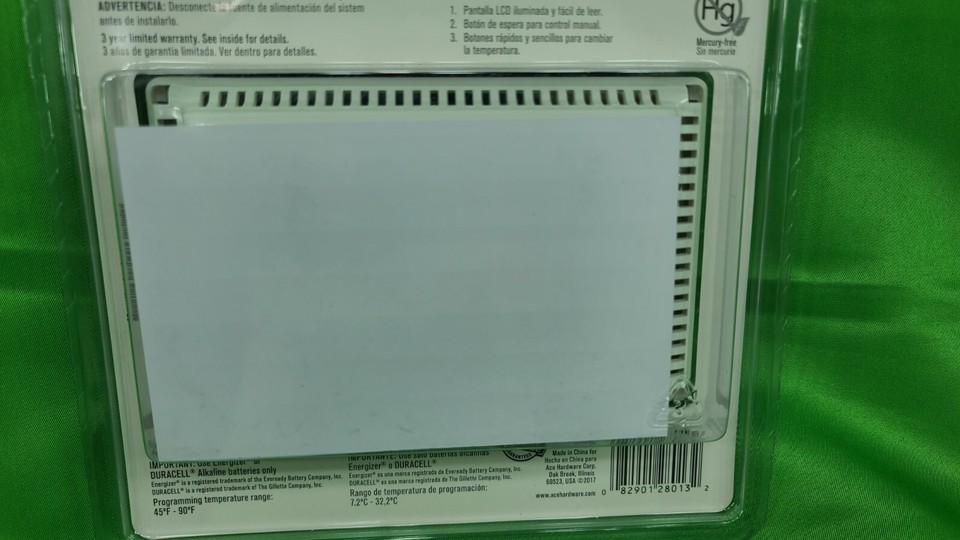 ADVERTENCIA: Desconecte la fuente de alimentación del sistema
antes de instalarlo.
3 year limited warranty. See inside for details.
3 años de garantía limitada. Ver dentro para detalles.
1. Pantalla LCD iluminada y fácil de leer.
2. Botón de espera para control manual.
3. Botones rápidos y sencillos para cambiar
la temperatura.
Hg
Mercury-free
Sin mercurio
IMPORTANT: Use Energizer® or
DURACELL® Alkaline batteries only
Energizer® is a registered trademark of the Eveready Battery Company, Inc.
DURACELL® is a registered trademark of The Gillette Company, Inc.
Programming temperature range:
45°F - 90°F
IMPORTANTE: Use solo baterías alcalinas
Energizer® o DURACELL®
Energizer® es una marca registrada de Eveready Battery Company, Inc.
DURACELL® es una marca registrada de The Gillette Company, Inc.
Rango de temperatura de programación:
7.2°C - 32,2°C
Made in China for
Hecho en China para
Ace Hardware Corp.
Oak Brook, Illinois
60523, USA ©2017
www.acehardware.com
0 82901 28013 2